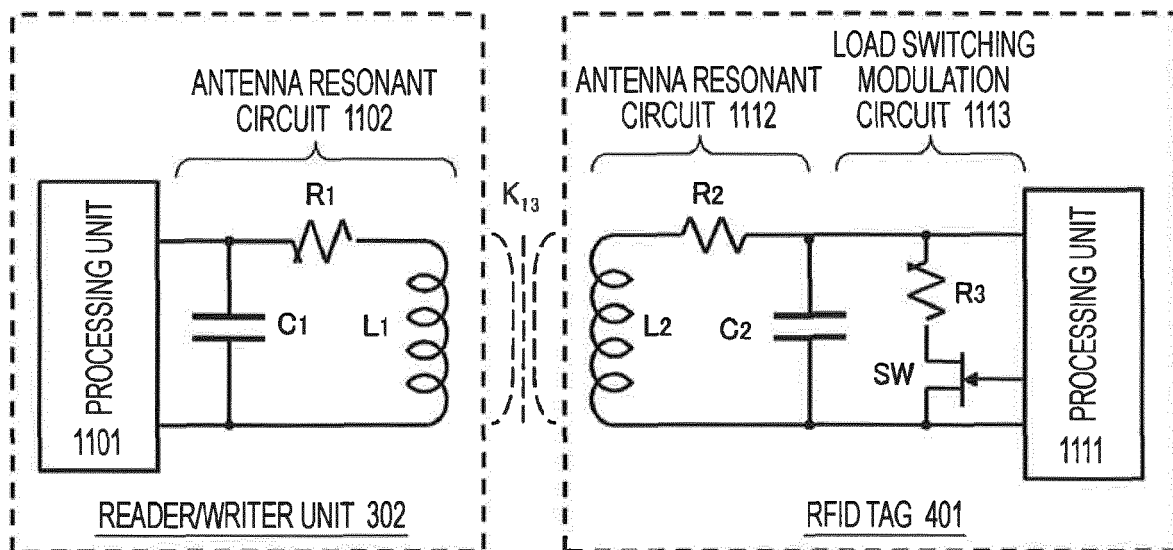 ANTENNA RESONANT
CIRCUIT 1102
ANTENNA RESONANT
CIRCUIT 1112
LOAD SWITCHING
MODULATION
CIRCUIT 1113
PROCESSING UNIT
1101
R1
C1
L1
K13
R2
L2
C2
R3
SW
PROCESSING UNIT
1111
READER/WRITER UNIT 302
RFID TAG 401